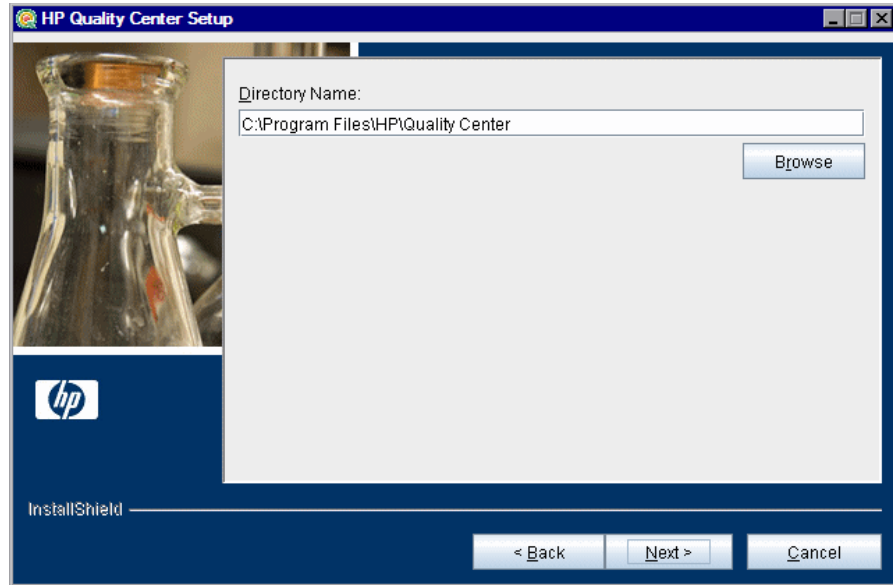 HP Quality Center Setup
Directory Name:
C:\Program Files\HP\Quality Center
Browse
hp
InstallShield
< Back
Next >
Cancel